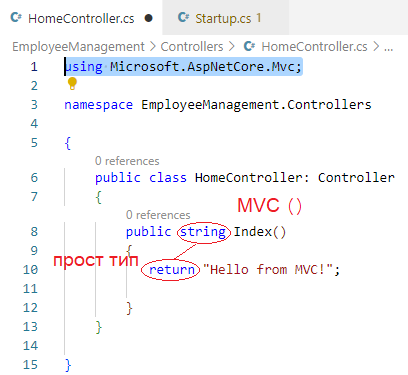 HomeController.cs ● Startup.cs 1
EmployeeManagement > Controllers > HomeController.cs > ...
1 using Microsoft.AspNetCore.Mvc;
2
3 namespace EmployeeManagement.Controllers
4
5 {
0 references
6 public class HomeController: Controller
7 {
0 references
MVC ()
8 public string Index()
9 {
прост тип
10 return "Hello from MVC!";
11
12 }
13 }
14
15 }